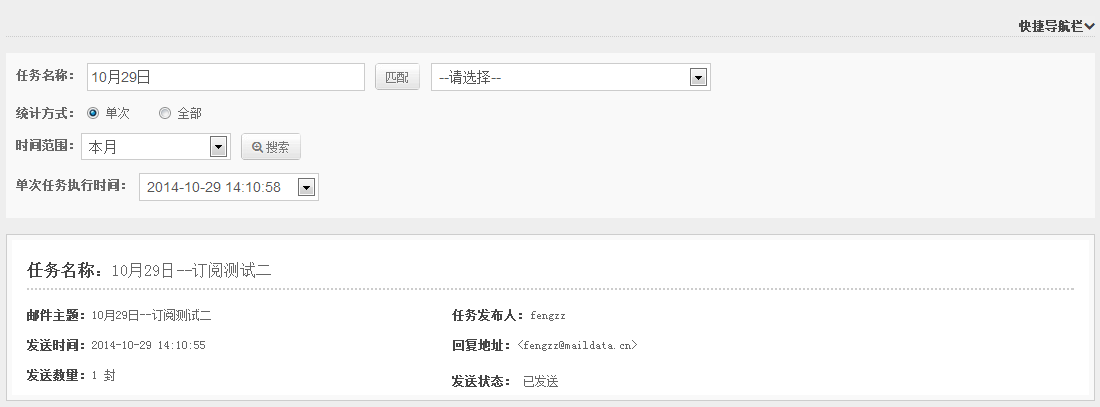 快捷导航栏
任务名称： 10月29日 匹配 --请选择--
统计方式： 单次 全部
时间范围： 本月 搜索
单次任务执行时间： 2014-10-29 14:10:58
任务名称：10月29日--订阅测试二
邮件主题：10月29日--订阅测试二 任务发布人：fengzz
发送时间：2014-10-29 14:10:55 回复地址：<fengzz@maildata.cn>
发送数量：1 封 发送状态： 已发送